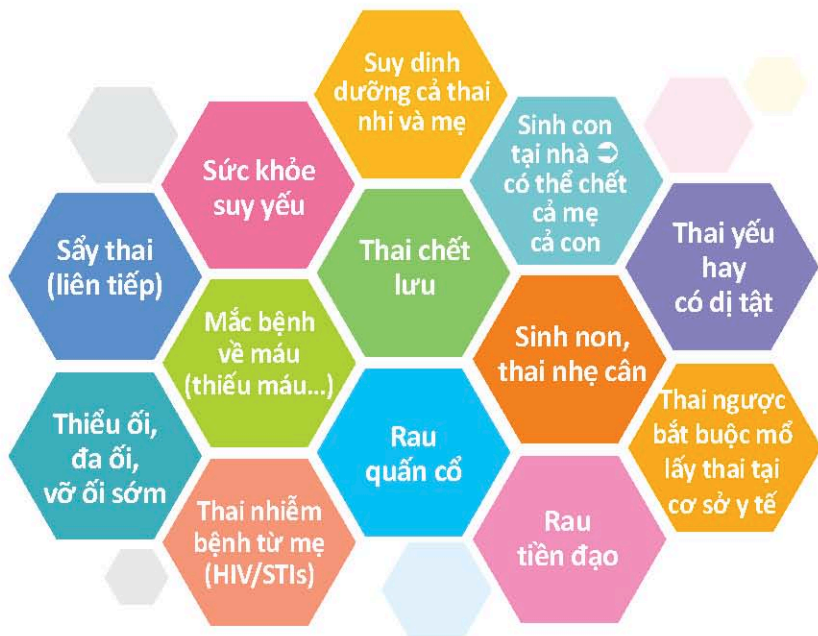 Suy dinh
dưỡng cả thai
nhi và mẹ
Sức khỏe
suy yếu
Sinh con
tại nhà ➲
có thể chết
cả mẹ
cả con
Sẩy thai
(liên tiếp)
Thai chết
lưu
Thai yếu
hay
có dị tật
Mắc bệnh
về máu
(thiếu máu...)
Sinh non,
thai nhẹ cân
Thiểu ối,
đa ối,
vỡ ối sớm
Rau
quấn cổ
Thai ngược
bắt buộc mổ
lấy thai tại
cơ sở y tế
Thai nhiễm
bệnh từ mẹ
(HIV/STIs)
Rau
tiền đạo